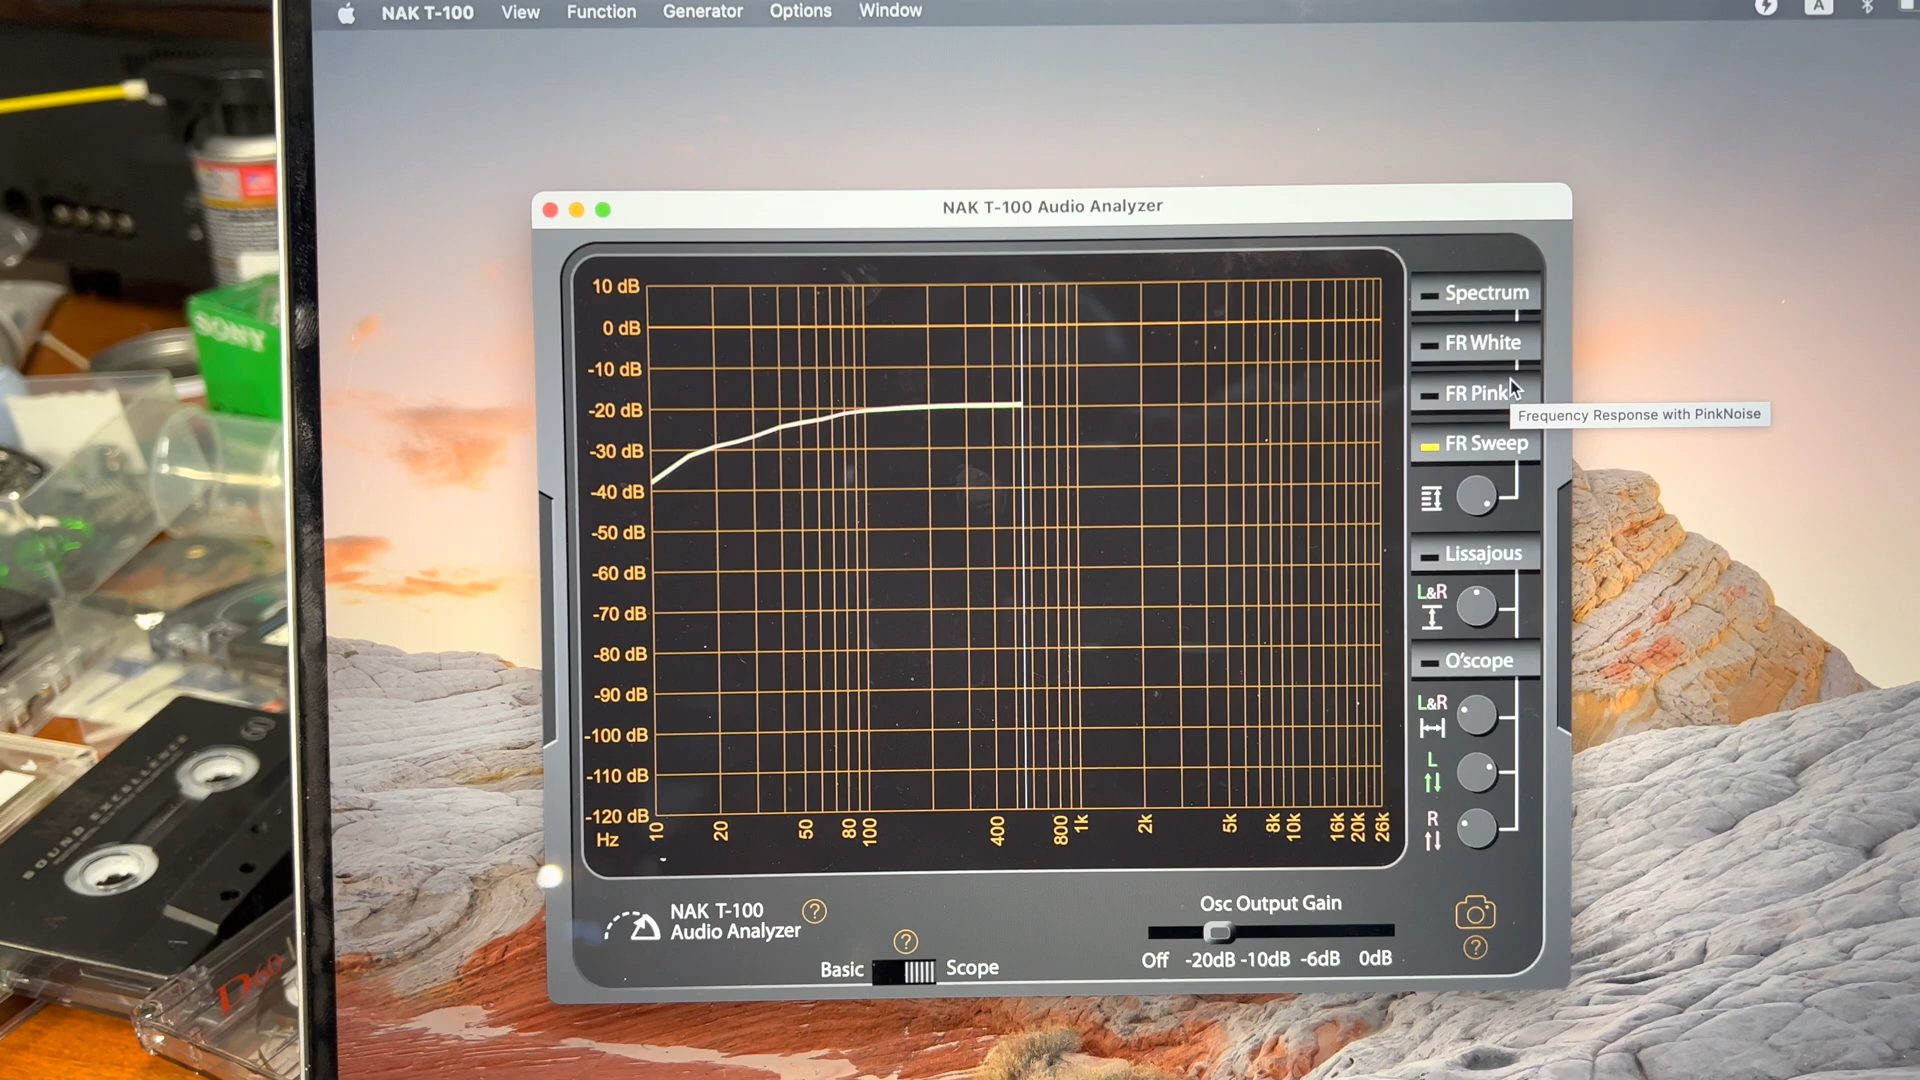 NAK T-100 View Function Generator Options Window
A
NAK T-100 Audio Analyzer
10 dB
0 dB
-10 dB
-20 dB
-30 dB
-40 dB
-50 dB
-60 dB
-70 dB
-80 dB
-90 dB
-100 dB
-110 dB
-120 dB
Hz
10 20 50 80 100 400 800 1k 2k 5k 8k 10k 16k 20k 26k
Spectrum
FR White
FR Pink
Frequency Response with PinkNoise
FR Sweep
Lissajous
L&R
O'scope
L&R
L
R
NAK T-100
Audio Analyzer
?
?
Basic
Scope
Osc Output Gain
Off -20dB -10dB -6dB 0dB
?
SONY
60
SOUND EXCELLENCE
D60